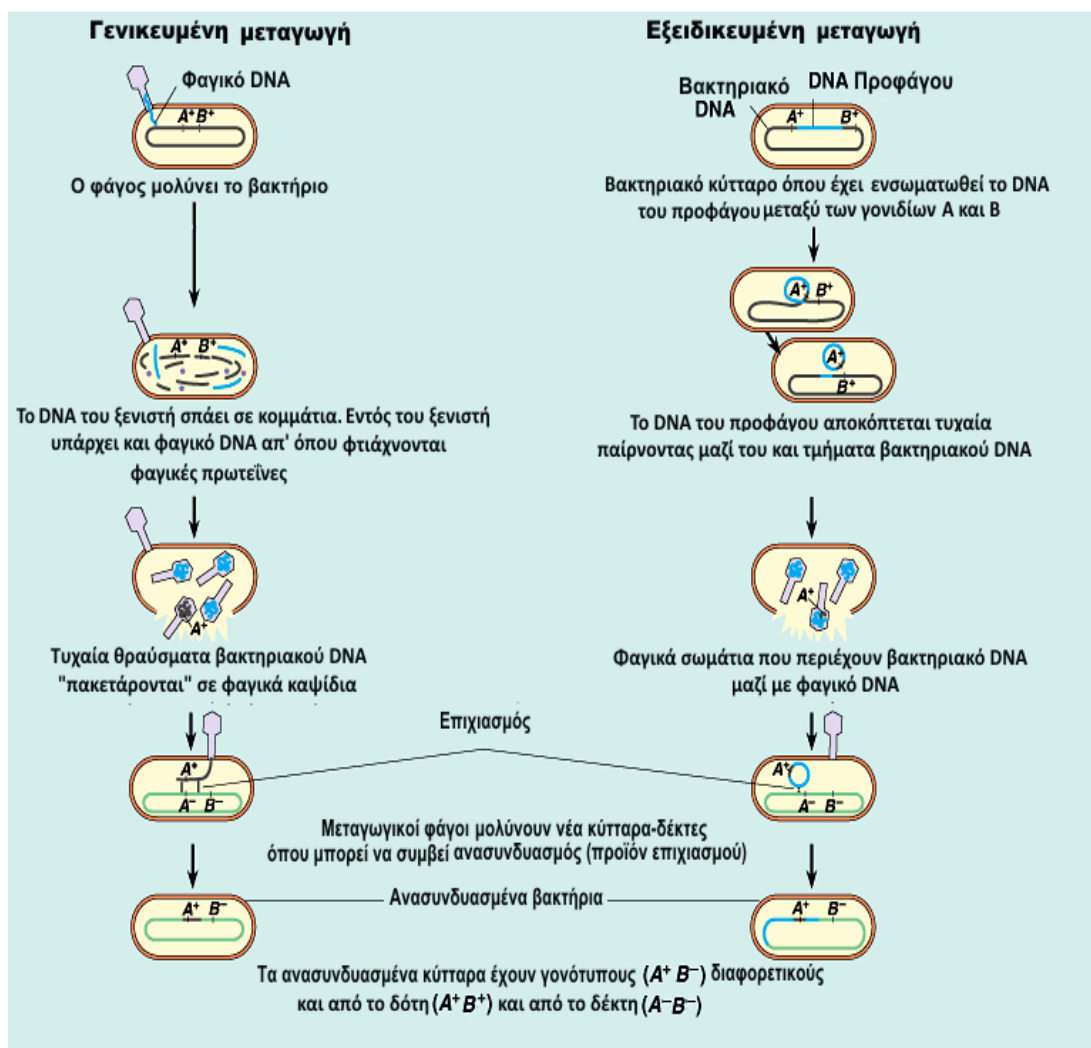 Γενικευμένη μεταγωγή
Φαγικό DNA
A⁺ B⁺
Ο φάγος μολύνει το βακτήριο
A⁺ B⁺
Το DNA του ξενιστή σπάει σε κομμάτια. Εντός του ξενιστή
υπάρχει και φαγικό DNA απ' όπου φτιάχνονται
φαγικές πρωτεΐνες
A⁺
Τυχαία θραύσματα βακτηριακού DNA
"πακετάρονται" σε φαγικά καψίδια
Εξειδικευμένη μεταγωγή
Βακτηριακό
DNA
DNA Προφάγου
A⁺ B⁺
Βακτηριακό κύτταρο όπου έχει ενσωματωθεί το DNA
του προφάγου μεταξύ των γονιδίων Α και Β
A⁺ B⁺
A⁺
B⁺
Το DNA του προφάγου αποκόπτεται τυχαία
παίρνοντας μαζί του και τμήματα βακτηριακού DNA
A⁺
Φαγικά σωμάτια που περιέχουν βακτηριακό DNA
μαζί με φαγικό DNA
Επιχιασμός
A⁺
A⁻ B⁻
A⁺
A⁻ B⁻
Μεταγωγικοί φάγοι μολύνουν νέα κύτταρα-δέκτες
όπου μπορεί να συμβεί ανασυνδυασμός (προϊόν επιχιασμού)
Ανασυνδυασμένα βακτήρια
A⁺ B⁻
A⁺ B⁻
Τα ανασυνδυασμένα κύτταρα έχουν γονότυπους (A⁺ B⁻) διαφορετικούς
και από το δότη (A⁺B⁺) και από το δέκτη (A⁻B⁻)